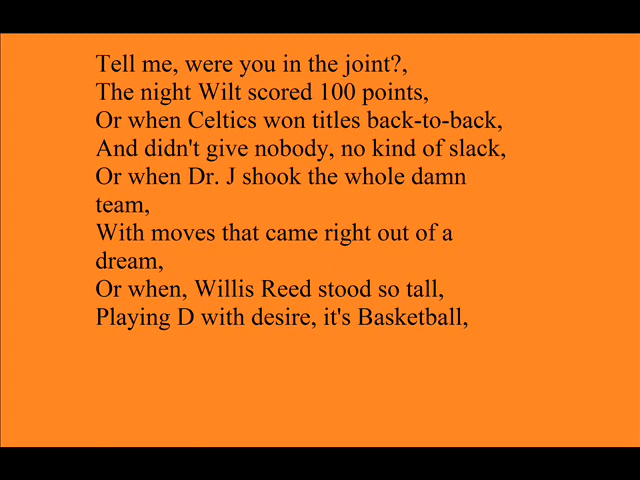 Tell me, were you in the joint?,
The night Wilt scored 100 points,
Or when Celtics won titles back-to-back,
And didn't give nobody, no kind of slack,
Or when Dr. J shook the whole damn
team,
With moves that came right out of a
dream,
Or when, Willis Reed stood so tall,
Playing D with desire, it's Basketball,